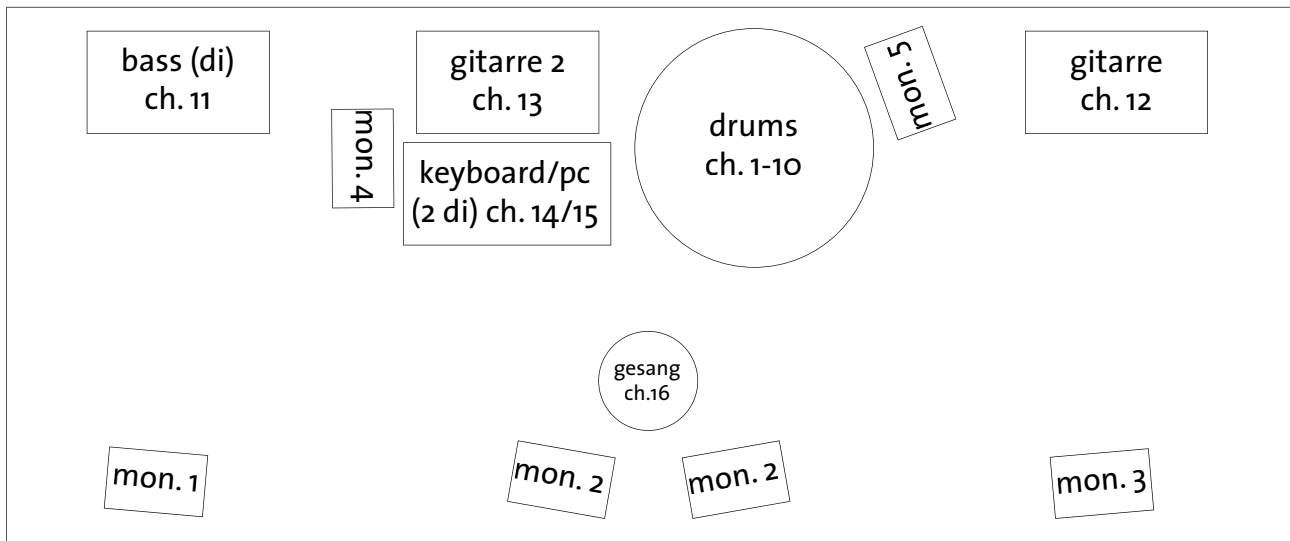 bass (di)
ch. 11
gitarre 2
ch. 13
mon. 5
gitarre
ch. 12
mon. 4
keyboard/pc
(2 di) ch. 14/15
drums
ch. 1-10
gesang
ch.16
mon. 1
mon. 2
mon. 2
mon. 3